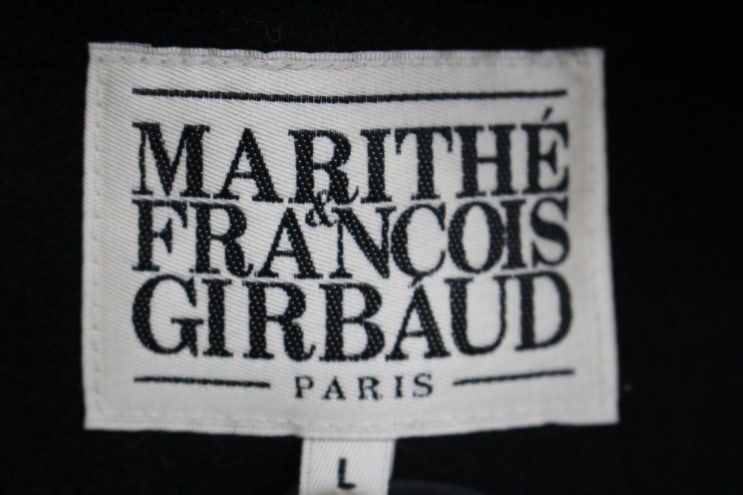 MARITHÉ
&
FRANÇOIS
GIRBAUD
PARIS
L